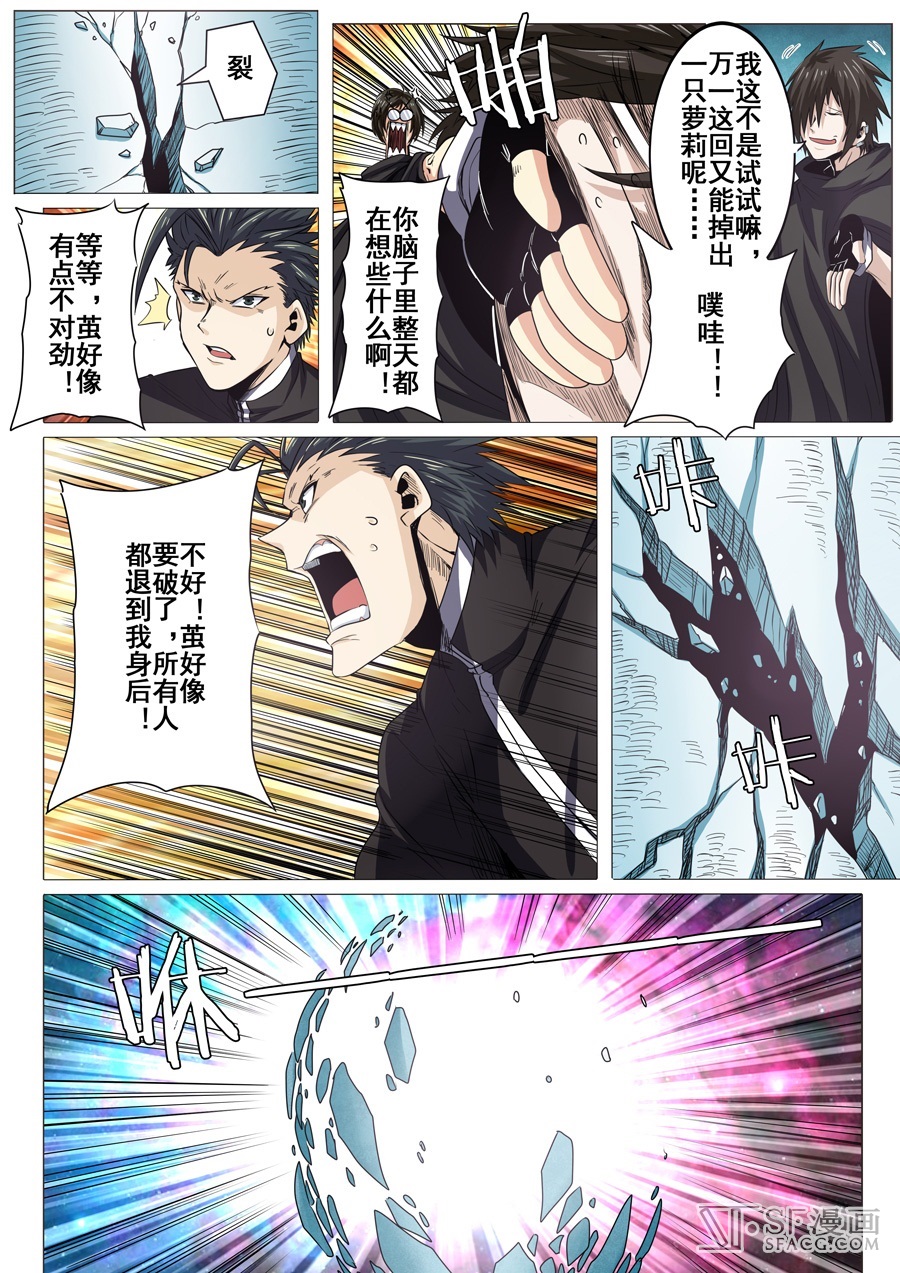 裂
我这不是试试嘛，
万一这回又能掉出
一只萝莉呢……
噗哇！！
你脑子里整天都
在想些什么啊！
等等，茧好像
有点不对劲！
不好！茧好像
要破了，所有人
都退到我身后！
咔
咔
SF漫画
SFACG.COM